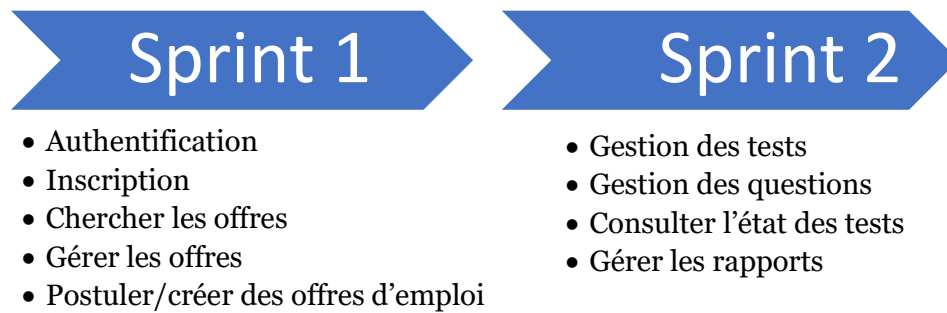 Sprint 1
• Authentification
• Inscription
• Chercher les offres
• Gérer les offres
• Postuler/créer des offres d’emploi
Sprint 2
• Gestion des tests
• Gestion des questions
• Consulter l’état des tests
• Gérer les rapports